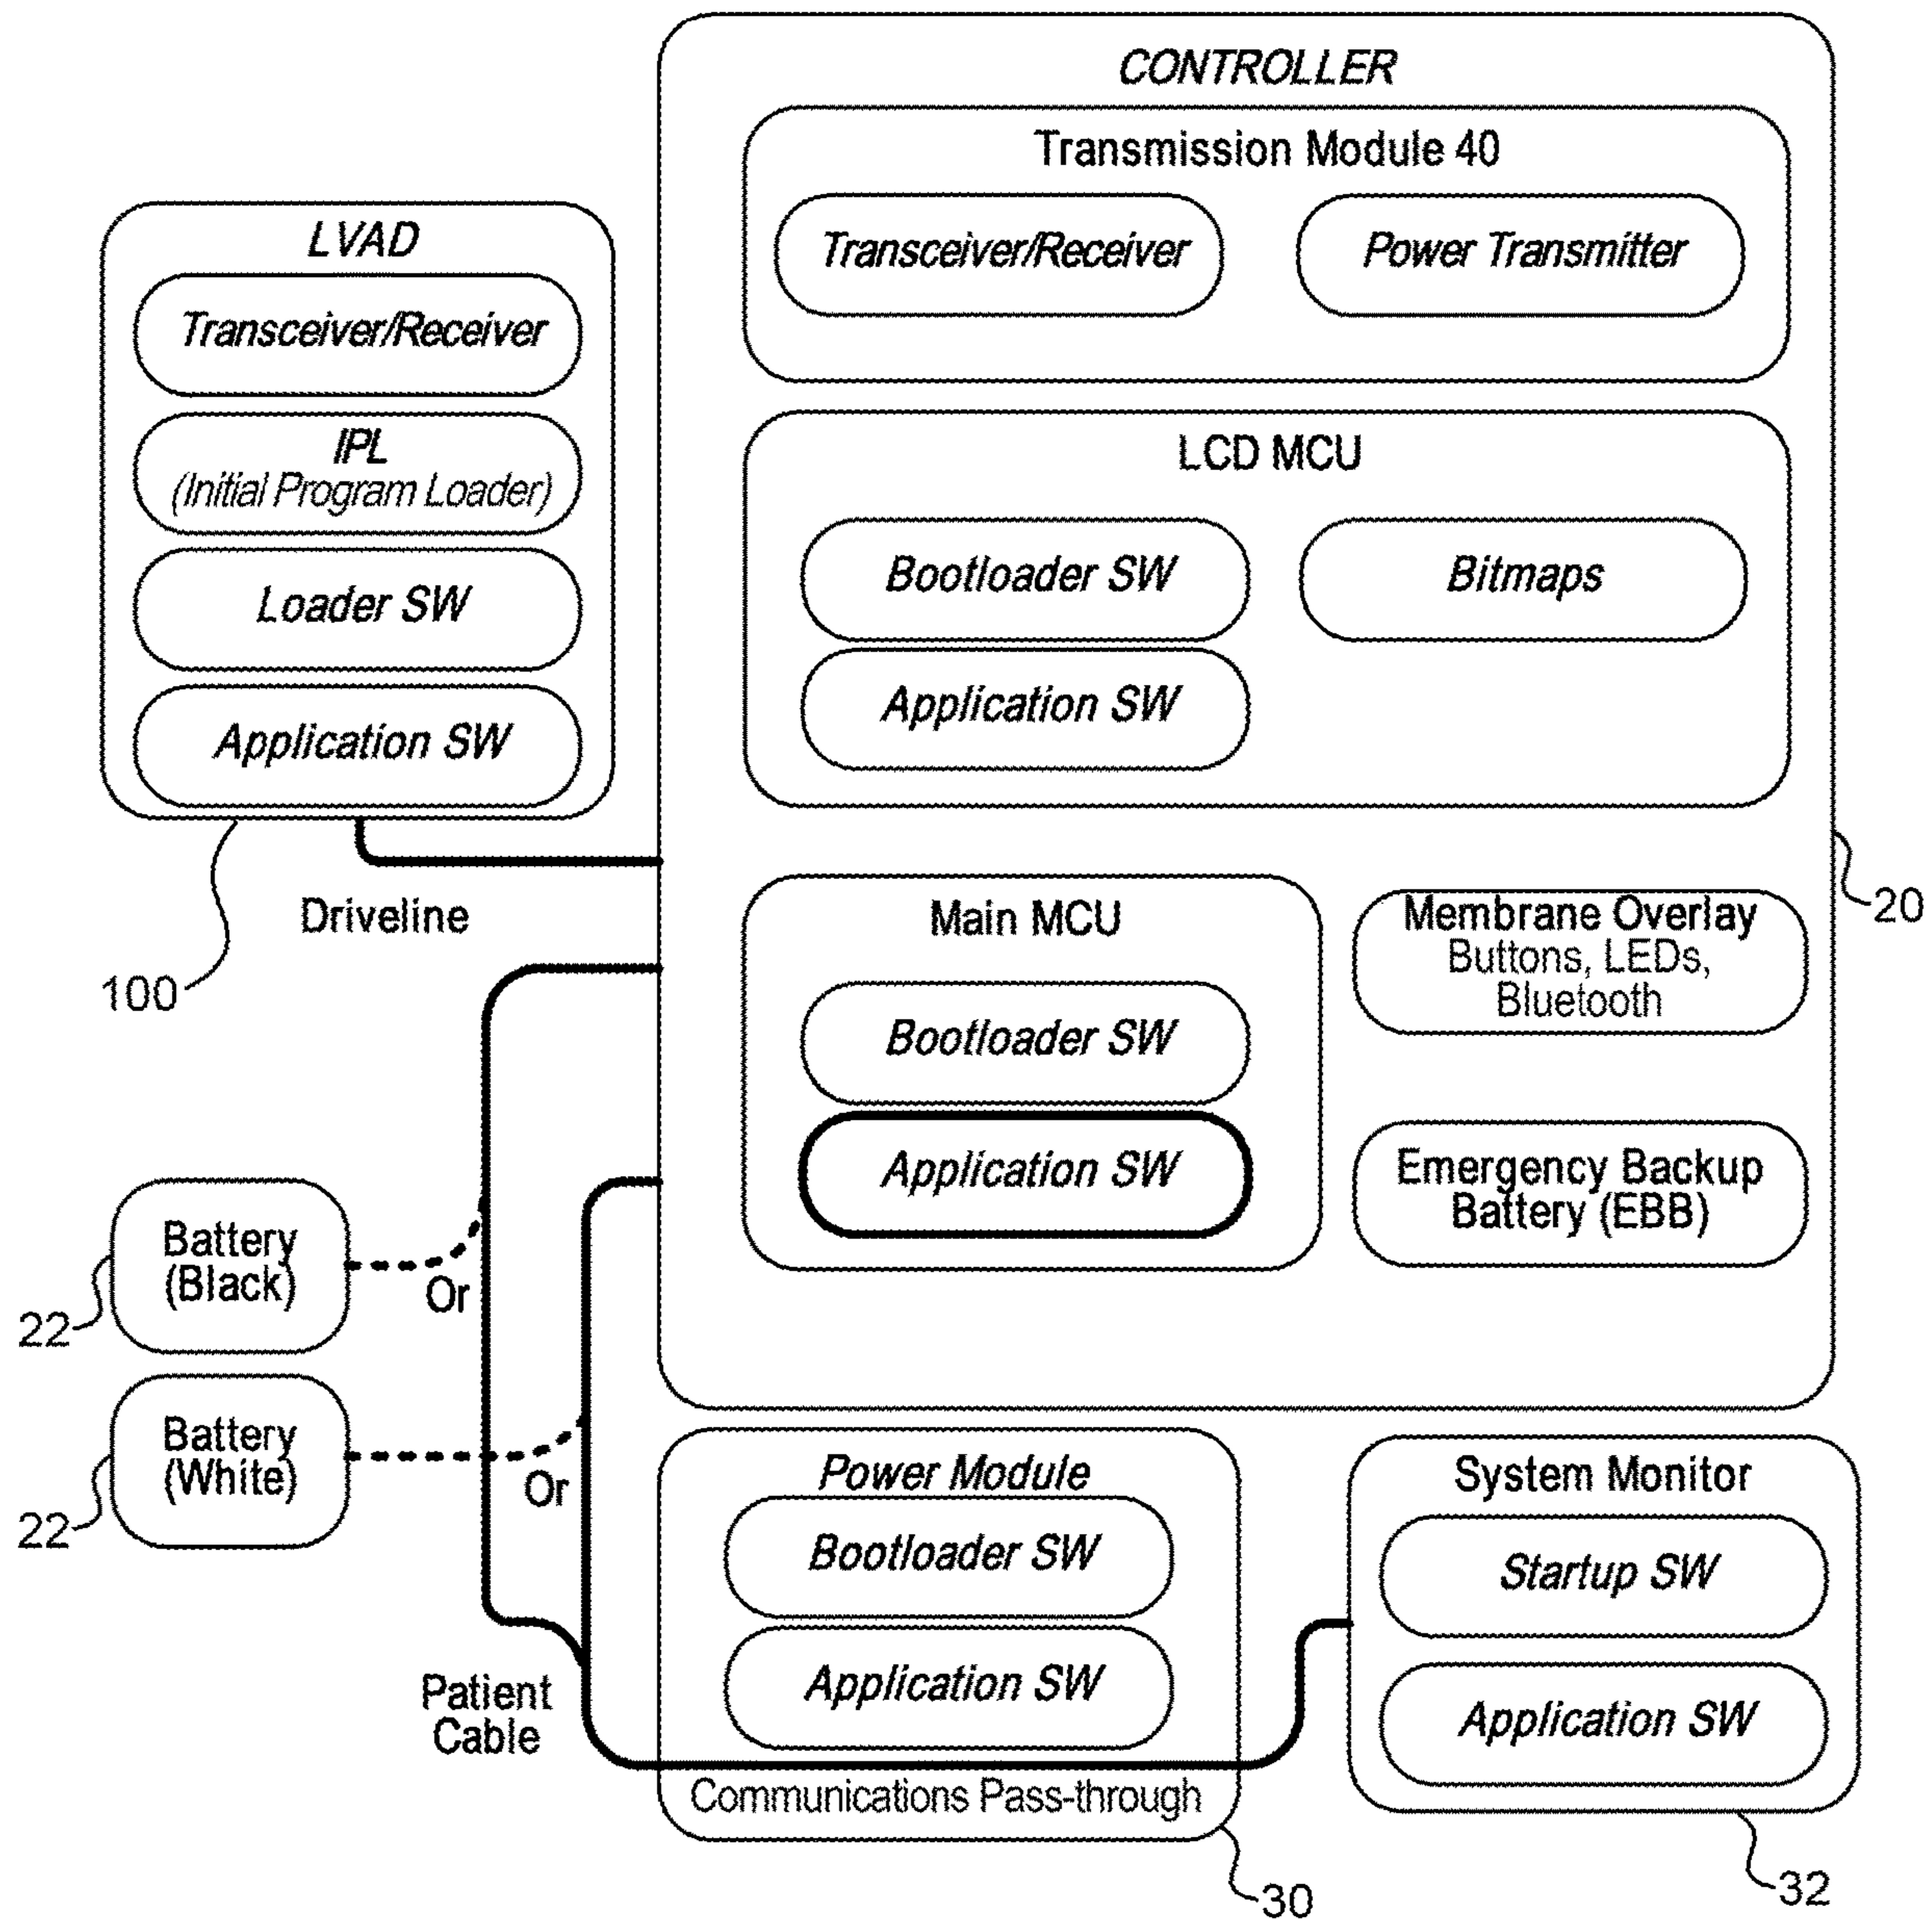 CONTROLLER
Transmission Module 40
Transceiver/Receiver
Power Transmitter
LVAD
Transceiver/Receiver
IPL
(Initial Program Loader)
Loader SW
Application SW
LCD MCU
Bootloader SW
Bitmaps
Application SW
Driveline
100
20
Main MCU
Bootloader SW
Application SW
Membrane Overlay
Buttons, LEDs,
Bluetooth
Emergency Backup
Battery (EBB)
Battery
(Black)
Or
22
Battery
(White)
Or
22
Power Module
Bootloader SW
Application SW
Communications Pass-through
30
Patient
Cable
System Monitor
Startup SW
Application SW
32